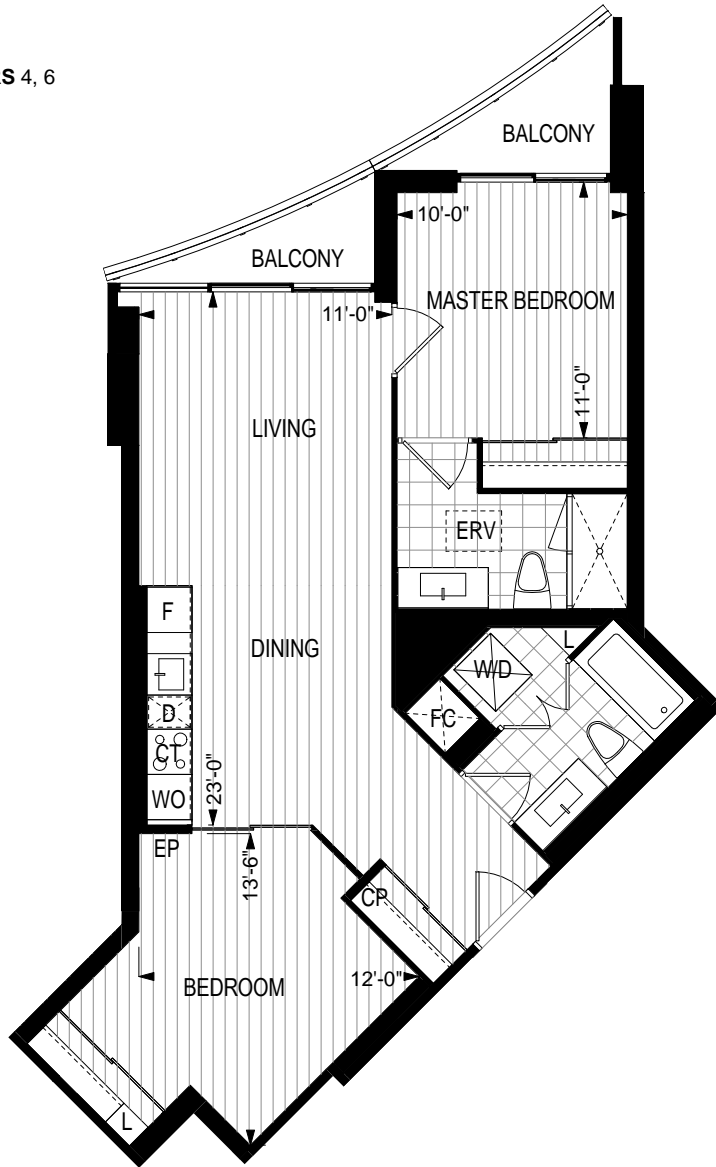 S 4, 6
BALCONY
10'-0"
BALCONY
MASTER BEDROOM
11'-0"
11'-0"
LIVING
ERV
F
DINING
L
W/D
D
FC
CT
WO
23'-0"
EP
13'-6"
CP
BEDROOM
12'-0"
L